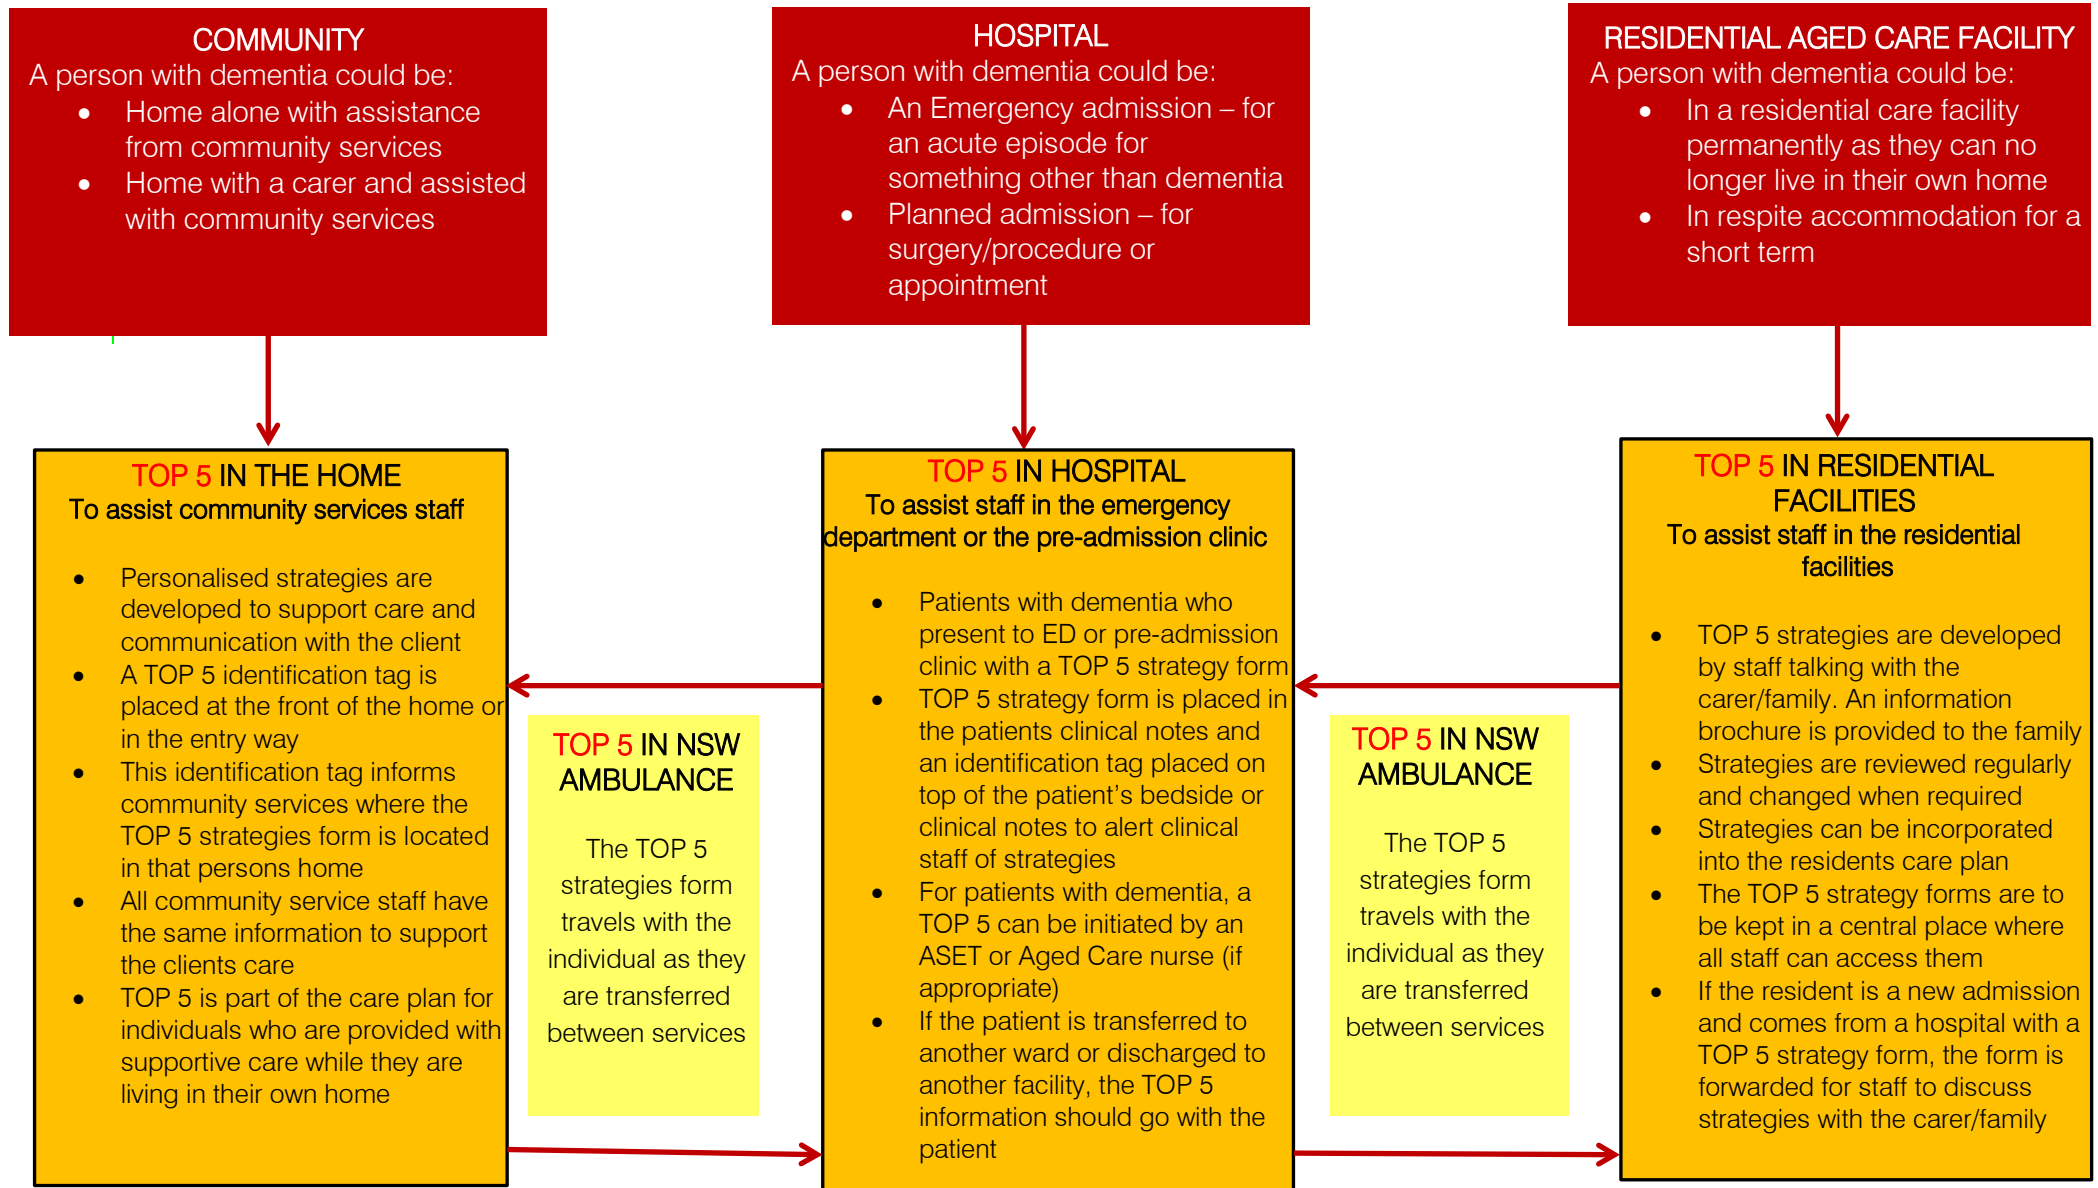 COMMUNITY
A person with dementia could be:
• Home alone with assistance
from community services
• Home with a carer and assisted
with community services
HOSPITAL
A person with dementia could be:
• An Emergency admission – for
an acute episode for
something other than dementia
• Planned admission – for
surgery/procedure or
appointment
RESIDENTIAL AGED CARE FACILITY
A person with dementia could be:
• In a residential care facility
permanently as they can no
longer live in their own home
• In respite accommodation for a
short term
TOP 5 IN THE HOME
To assist community services staff
• Personalised strategies are
developed to support care and
communication with the client
• A TOP 5 identification tag is
placed at the front of the home or
in the entry way
• This identification tag informs
community services where the
TOP 5 strategies form is located
in that persons home
• All community service staff have
the same information to support
the clients care
• TOP 5 is part of the care plan for
individuals who are provided with
supportive care while they are
living in their own home
TOP 5 IN NSW
AMBULANCE
The TOP 5
strategies form
travels with the
individual as they
are transferred
between services
TOP 5 IN HOSPITAL
To assist staff in the emergency
department or the pre-admission clinic
• Patients with dementia who
present to ED or pre-admission
clinic with a TOP 5 strategy form
• TOP 5 strategy form is placed in
the patients clinical notes and
an identification tag placed on
top of the patient’s bedside or
clinical notes to alert clinical
staff of strategies
• For patients with dementia, a
TOP 5 can be initiated by an
ASET or Aged Care nurse (if
appropriate)
• If the patient is transferred to
another ward or discharged to
another facility, the TOP 5
information should go with the
patient
TOP 5 IN NSW
AMBULANCE
The TOP 5
strategies form
travels with the
individual as they
are transferred
between services
TOP 5 IN RESIDENTIAL
FACILITIES
To assist staff in the residential
facilities
• TOP 5 strategies are developed
by staff talking with the
carer/family. An information
brochure is provided to the family
• Strategies are reviewed regularly
and changed when required
• Strategies can be incorporated
into the residents care plan
• The TOP 5 strategy forms are to
be kept in a central place where
all staff can access them
• If the resident is a new admission
and comes from a hospital with a
TOP 5 strategy form, the form is
forwarded for staff to discuss
strategies with the carer/family